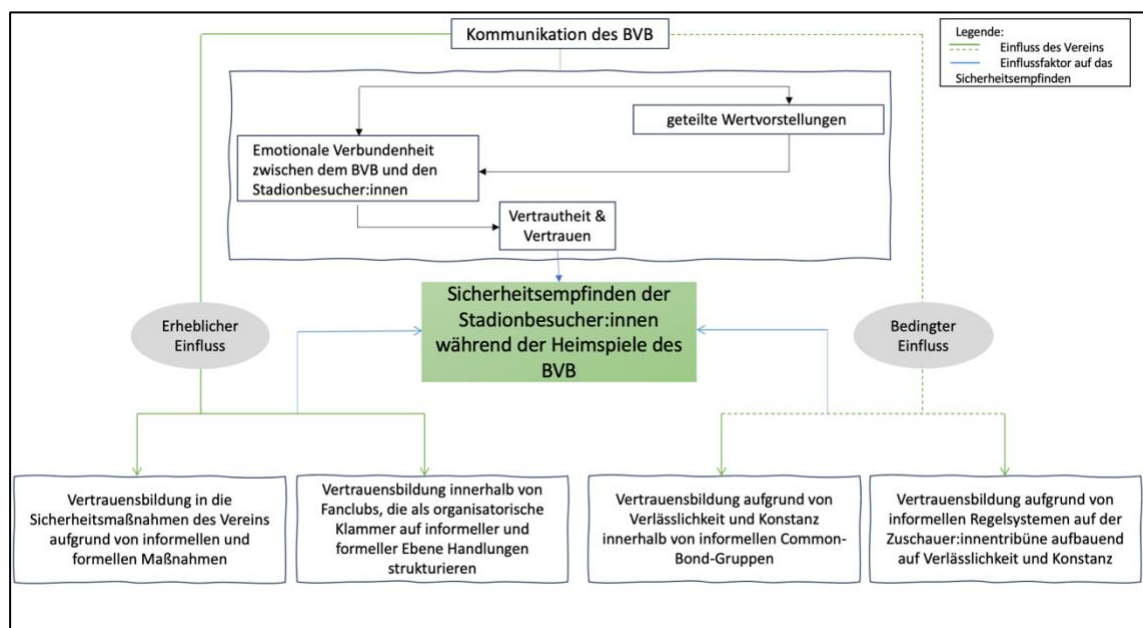 Kommunikation des BVB
Legende:
Einfluss des Vereins
Einflussfaktor auf das
Sicherheitsempfinden
geteilte Wertvorstellungen
Emotionale Verbundenheit
zwischen dem BVB und den
Stadionbesucher:innen
Vertrautheit &
Vertrauen
Sicherheitsempfinden der
Stadionbesucher:innen
während der Heimspiele des
BVB
Erheblicher
Einfluss
Bedingter
Einfluss
Vertrauensbildung in die
Sicherheitsmaßnahmen des Vereins
aufgrund von informellen und
formellen Maßnahmen
Vertrauensbildung innerhalb von
Fanclubs, die als organisatorische
Klammer auf informeller und
formeller Ebene Handlungen
strukturieren
Vertrauensbildung aufgrund von
Verlässlichkeit und Konstanz
innerhalb von informellen Common-
Bond-Gruppen
Vertrauensbildung aufgrund von
informellen Regelsystemen auf der
Zuschauer:innentribüne aufbauend
auf Verlässlichkeit und Konstanz